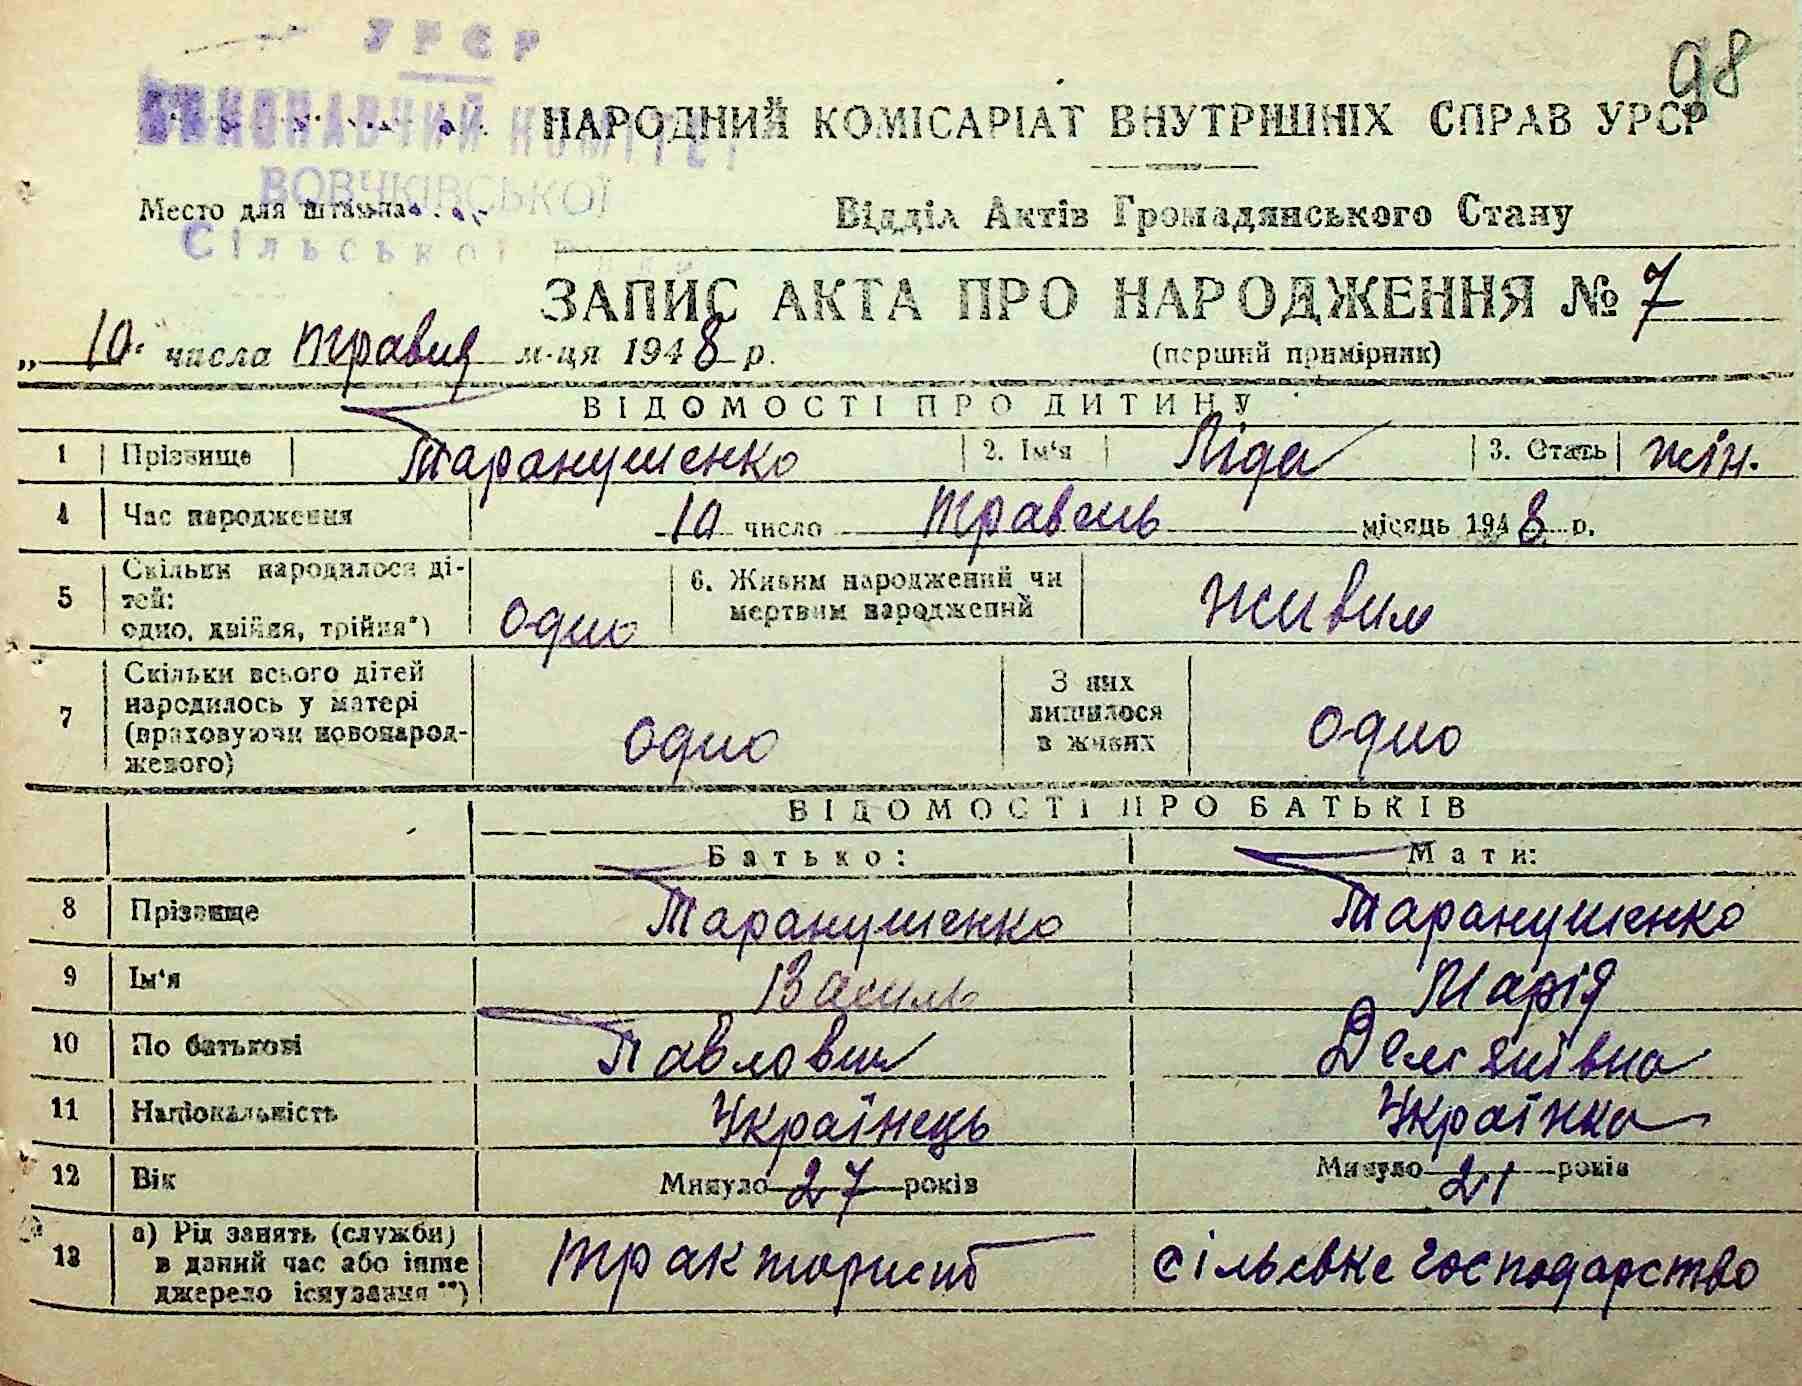 98
УРСР
ВИКОНАВЧИЙ КОМІТЕТ
ВОВЧКІВСЬКОЇ
Сільської Ради
НАРОДНИЙ КОМІСАРІАТ ВНУТРІШНІХ СПРАВ УРСР
Место для штампа
Відділ Актів Громадянського Стану
ЗАПИС АКТА ПРО НАРОДЖЕННЯ № 7
„ 10. числа травня м-ця 1948 р.
(перший примірник)
ВІДОМОСТІ ПРО ДИТИНУ
1 Прізвище Таранушенко 2. Ім'я Ліда 3. Стать жін.
4 Час народження 10 число травень місяць 1948 р.
5 Скільки народилося ді-
тей:
одно, двійня, трійня*) одно
6. Живим народжений чи
мертвим народжений живим
7 Скільки всього дітей
народилось у матері
(враховуючи новонарод-
женого) одно
З них
лишилося
в живих одно
ВІДОМОСТІ ПРО БАТЬКІВ
Батько: Мати:
8 Прізвище Таранушенко Таранушенко
9 Ім'я Василь Марія
10 По батькові Павлович Демянівна
11 Національність Українець Українка
12 Вік Минуло 27 років Минуло 21 років
13 а) Рід занять (служби)
в даний час або інше
джерело існування**) тракторист сільське господарство